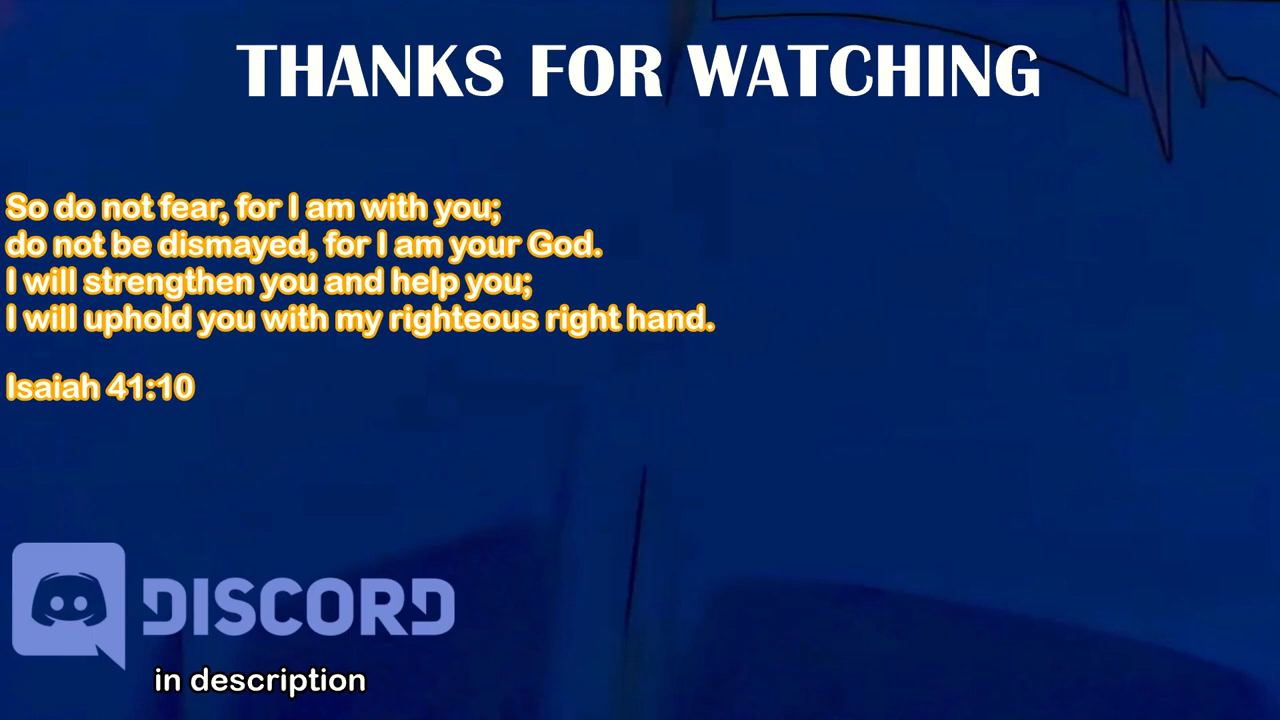 THANKS FOR WATCHING
So do not fear, for I am with you;
do not be dismayed, for I am your God.
I will strengthen you and help you;
I will uphold you with my righteous right hand.
Isaiah 41:10
DISCORD
in description